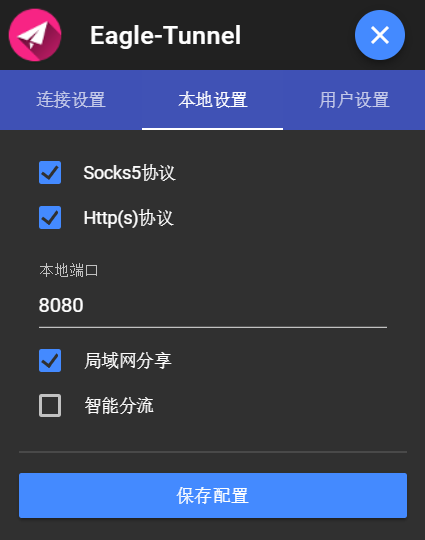 Eagle-Tunnel
连接设置 本地设置 用户设置
Socks5协议
Http(s)协议
本地端口
8080
局域网分享
智能分流
保存配置